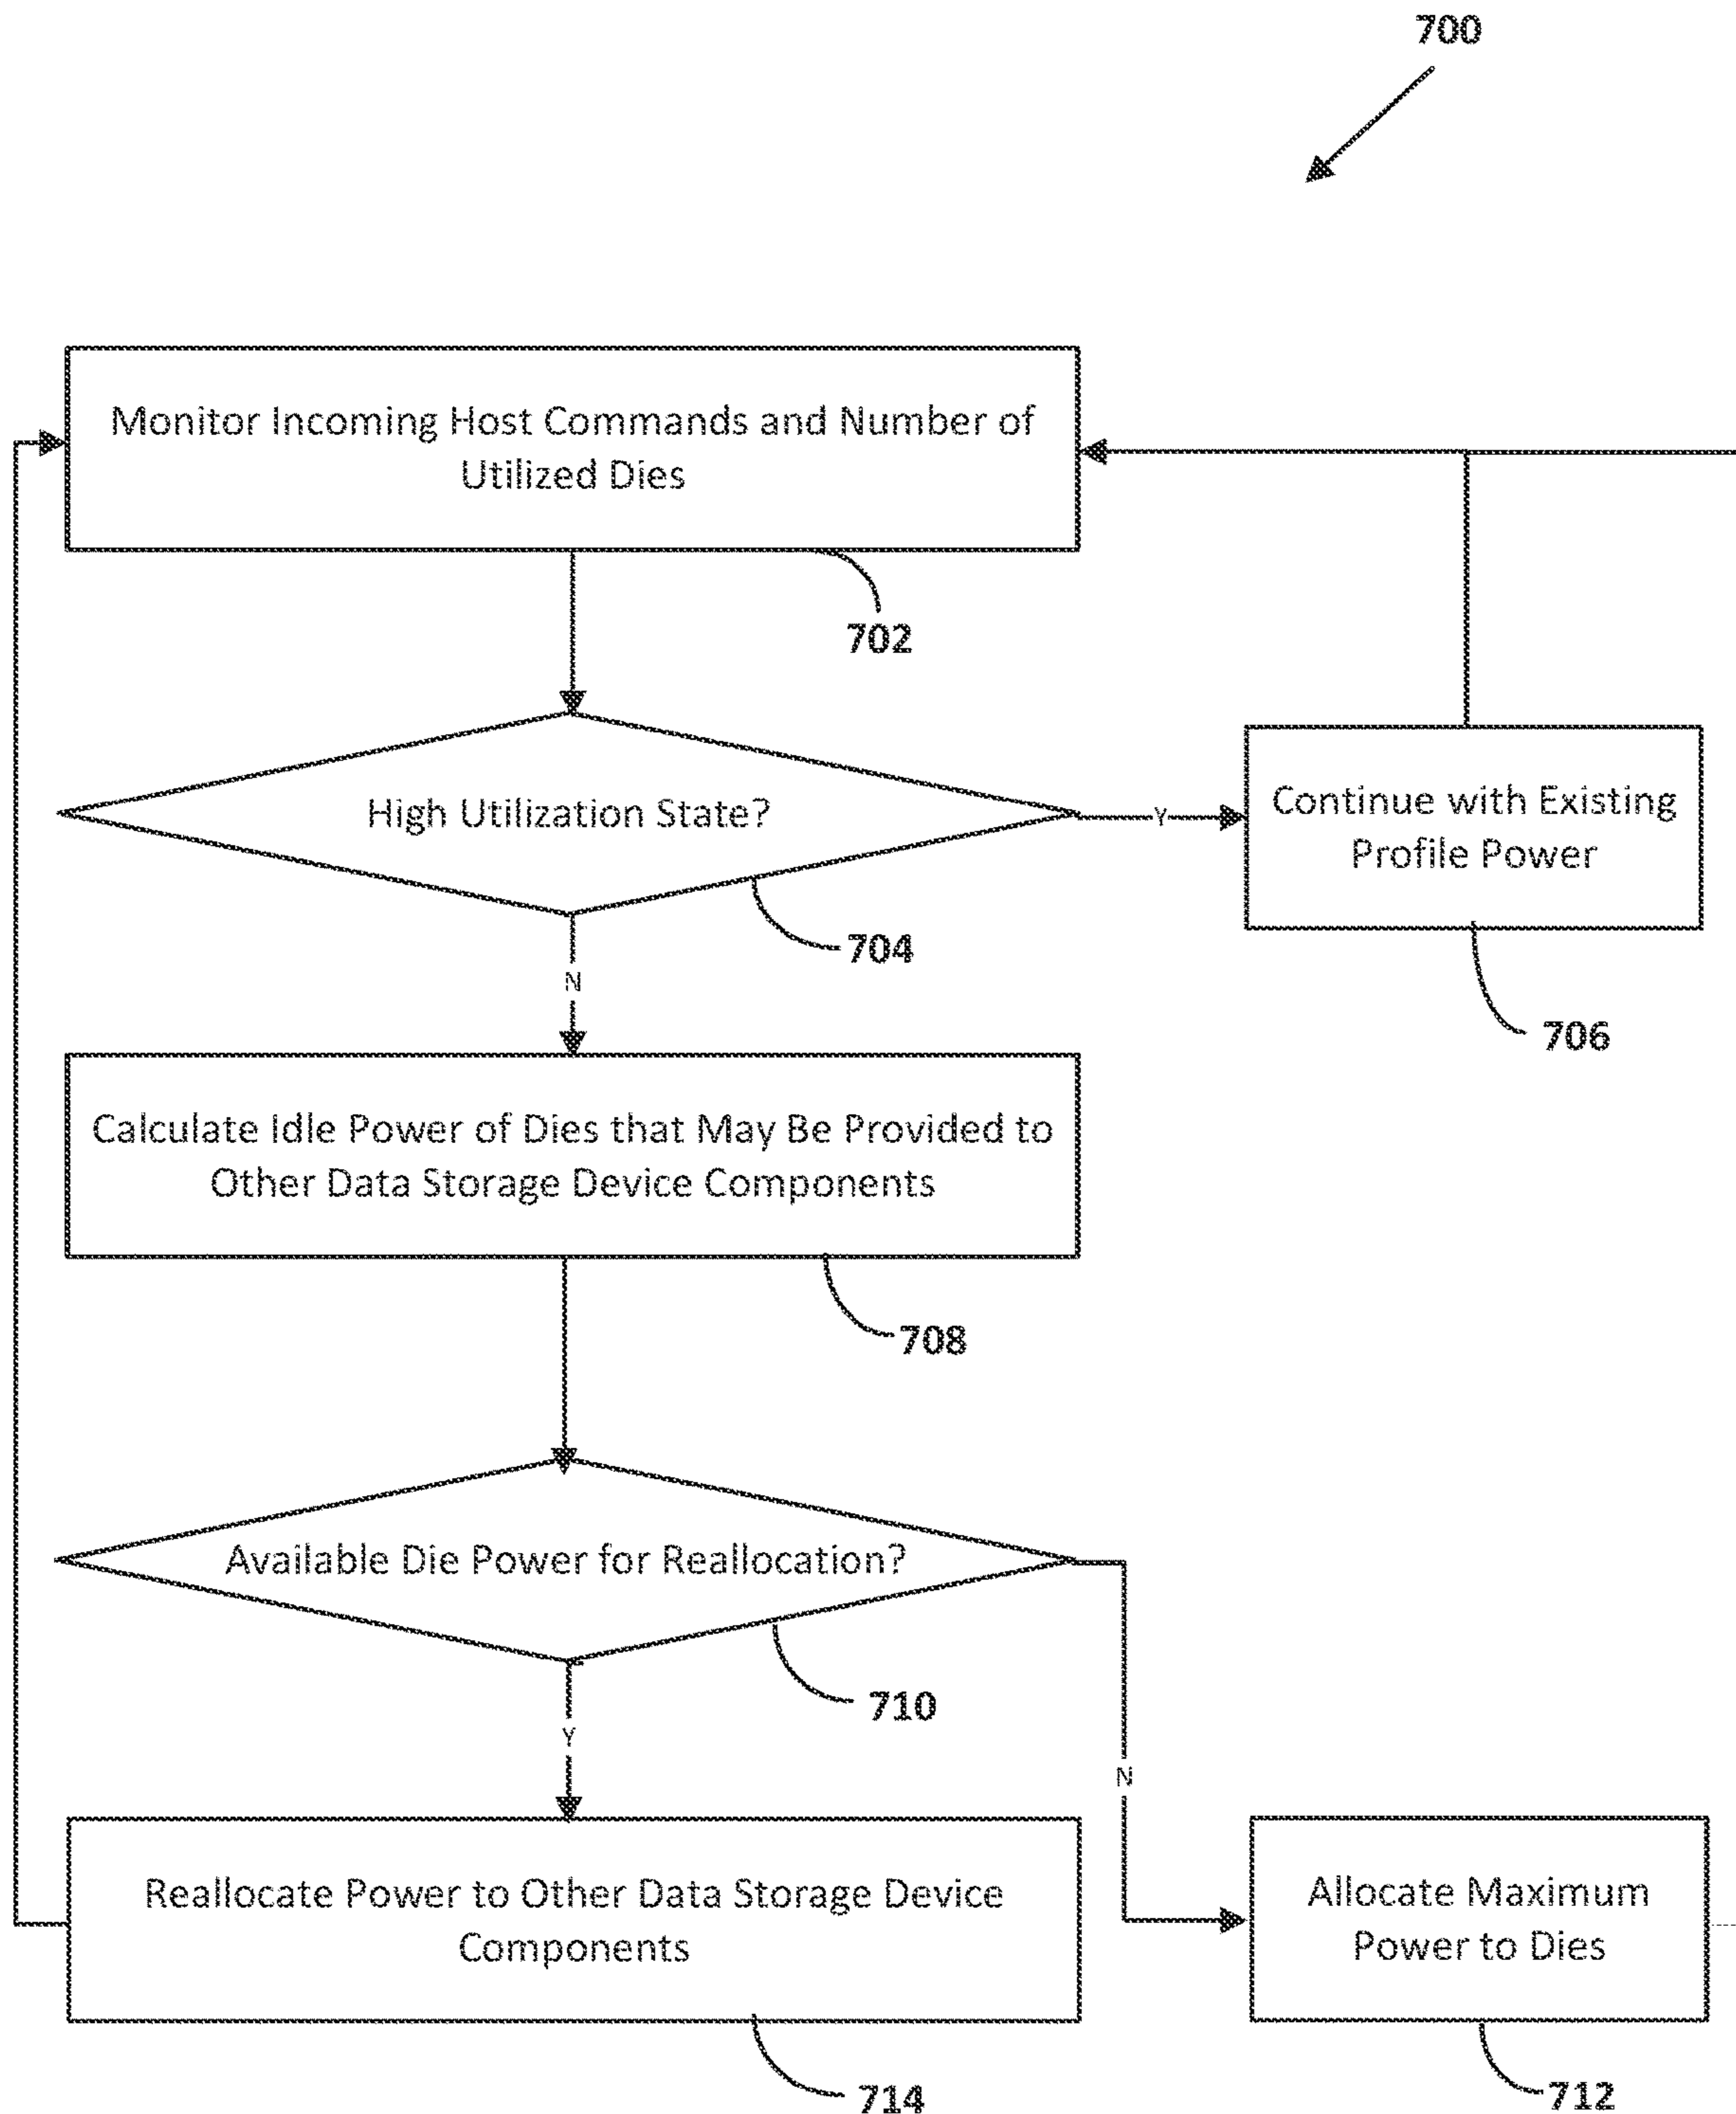 700
Monitor Incoming Host Commands and Number of
Utilized Dies
702
High Utilization State?
Y
Continue with Existing
Profile Power
704
N
706
Calculate Idle Power of Dies that May Be Provided to
Other Data Storage Device Components
708
Available Die Power for Reallocation?
710
Y
N
Reallocate Power to Other Data Storage Device
Components
Allocate Maximum
Power to Dies
714
712